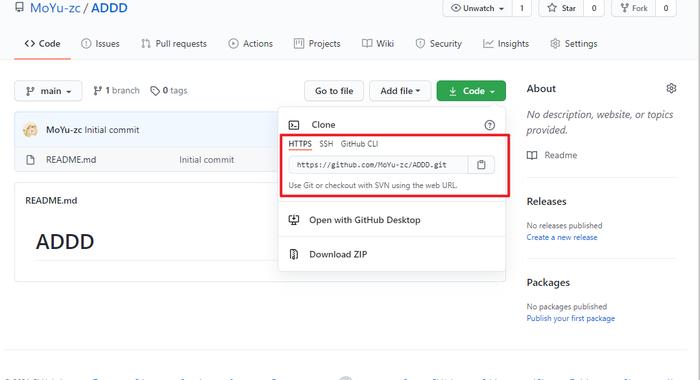 MoYu-zc / ADDD
Unwatch 1 Star 0 Fork 0
Code Issues Pull requests Actions Projects Wiki Security Insights Settings
main 1 branch 0 tags Go to file Add file Code
About
No description, website, or topics
provided.
Readme
Releases
No releases published
Create a new release
Packages
No packages published
Publish your first package
MoYu-zc Initial commit
README.md Initial commit
README.md
ADDD
Clone
HTTPS SSH GitHub CLI
https://github.com/MoYu-zc/ADDD.git
Use Git or checkout with SVN using the web URL.
Open with GitHub Desktop
Download ZIP